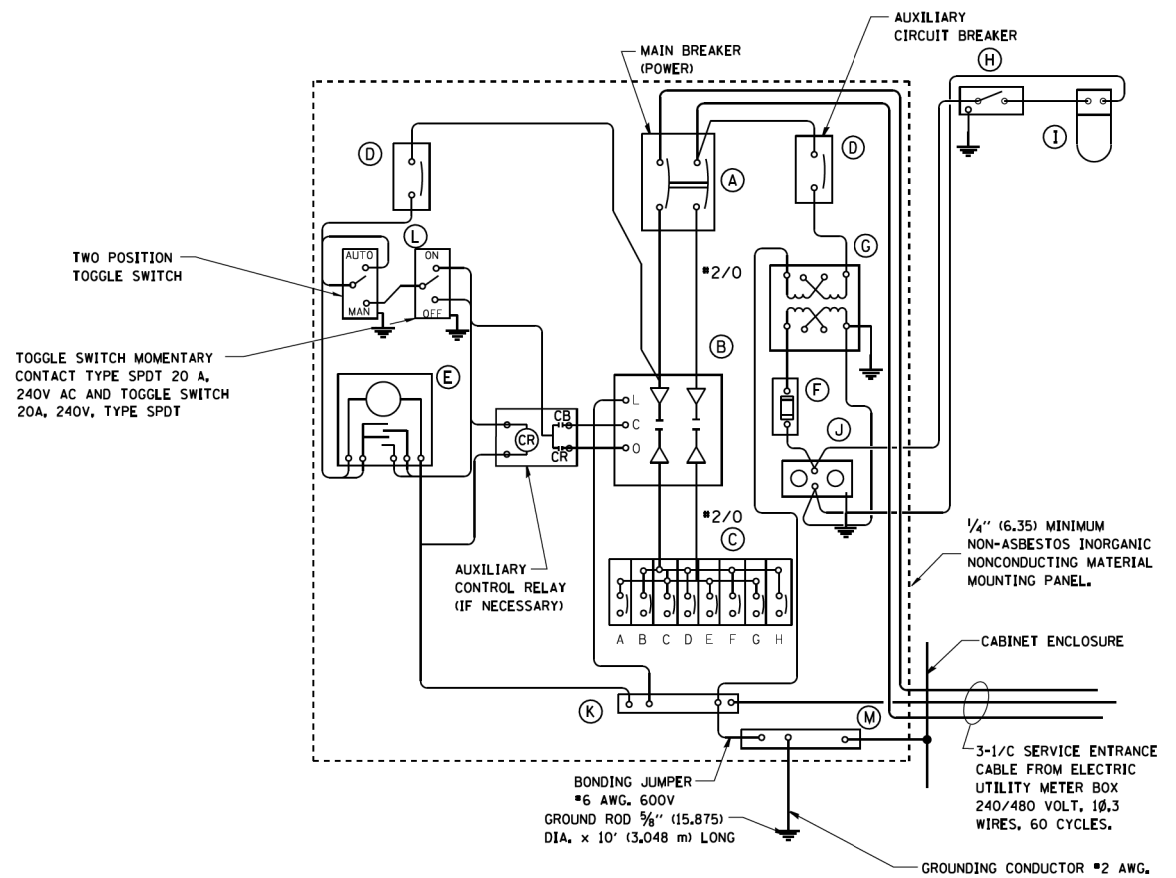 AUXILIARY
CIRCUIT BREAKER
MAIN BREAKER
(POWER)
H
I
D
A
D
L
G
TWO POSITION
TOGGLE SWITCH
AUTO
MAN
ON
OFF
#2/0
TOGGLE SWITCH MOMENTARY
CONTACT TYPE SPDT 20 A,
240V AC AND TOGGLE SWITCH
20A, 240V, TYPE SPDT
E
B
F
L
C
O
CB
CR
CR
J
#2/0
C
AUXILIARY
CONTROL RELAY
(IF NECESSARY)
A B C D E F G H
1/4" (6.35) MINIMUM
NON-ASBESTOS INORGANIC
NONCONDUCTING MATERIAL
MOUNTING PANEL.
CABINET ENCLOSURE
K
M
BONDING JUMPER
#6 AWG. 600V
GROUND ROD 5/8" (15.875)
DIA. x 10' (3.048 m) LONG
3-1/C SERVICE ENTRANCE
CABLE FROM ELECTRIC
UTILITY METER BOX
240/480 VOLT, 1Ø,3
WIRES, 60 CYCLES.
GROUNDING CONDUCTOR #2 AWG.